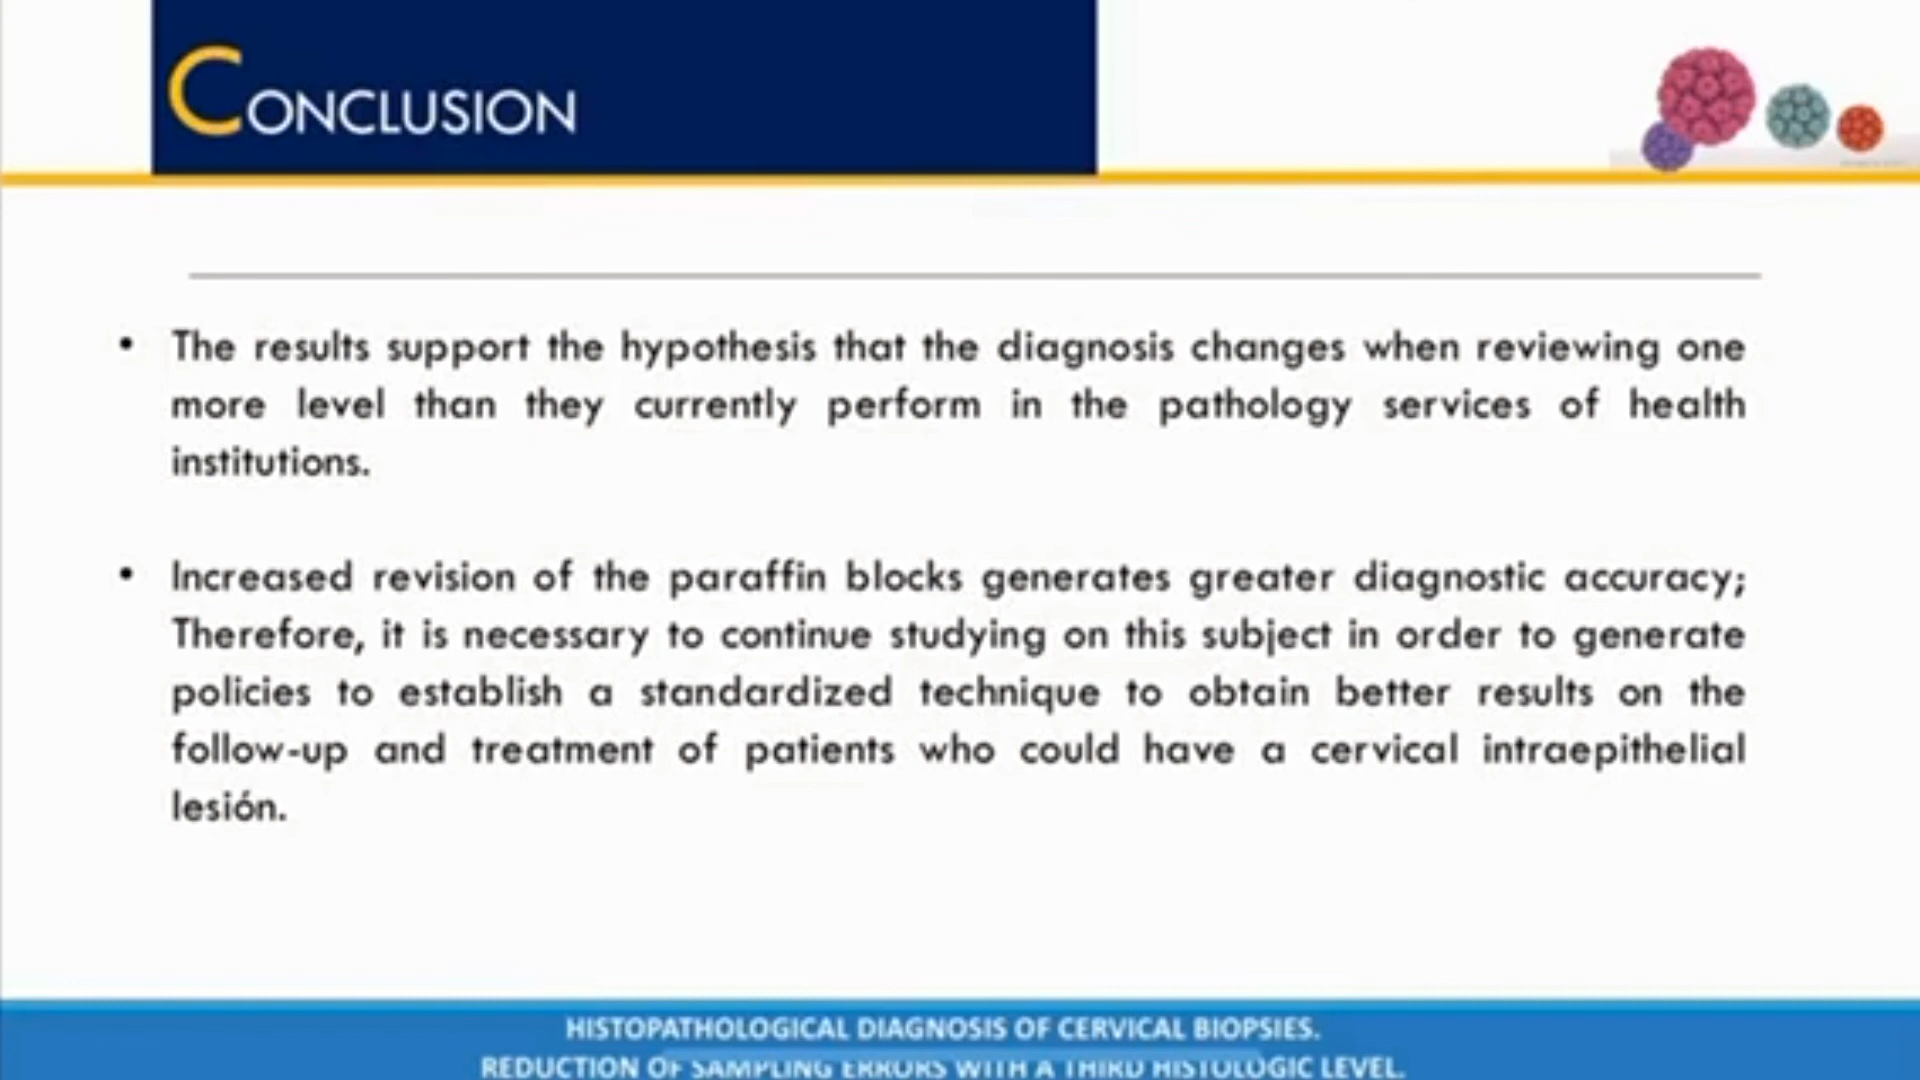 CONCLUSION
• The results support the hypothesis that the diagnosis changes when reviewing one
more level than they currently perform in the pathology services of health
institutions.
• Increased revision of the paraffin blocks generates greater diagnostic accuracy;
Therefore, it is necessary to continue studying on this subject in order to generate
policies to establish a standardized technique to obtain better results on the
follow-up and treatment of patients who could have a cervical intraepithelial
lesión.
HISTOPATHOLOGICAL DIAGNOSIS OF CERVICAL BIOPSIES.
REDUCTION OF SAMPLING ERRORS WITH A THIRD HISTOLOGIC LEVEL.